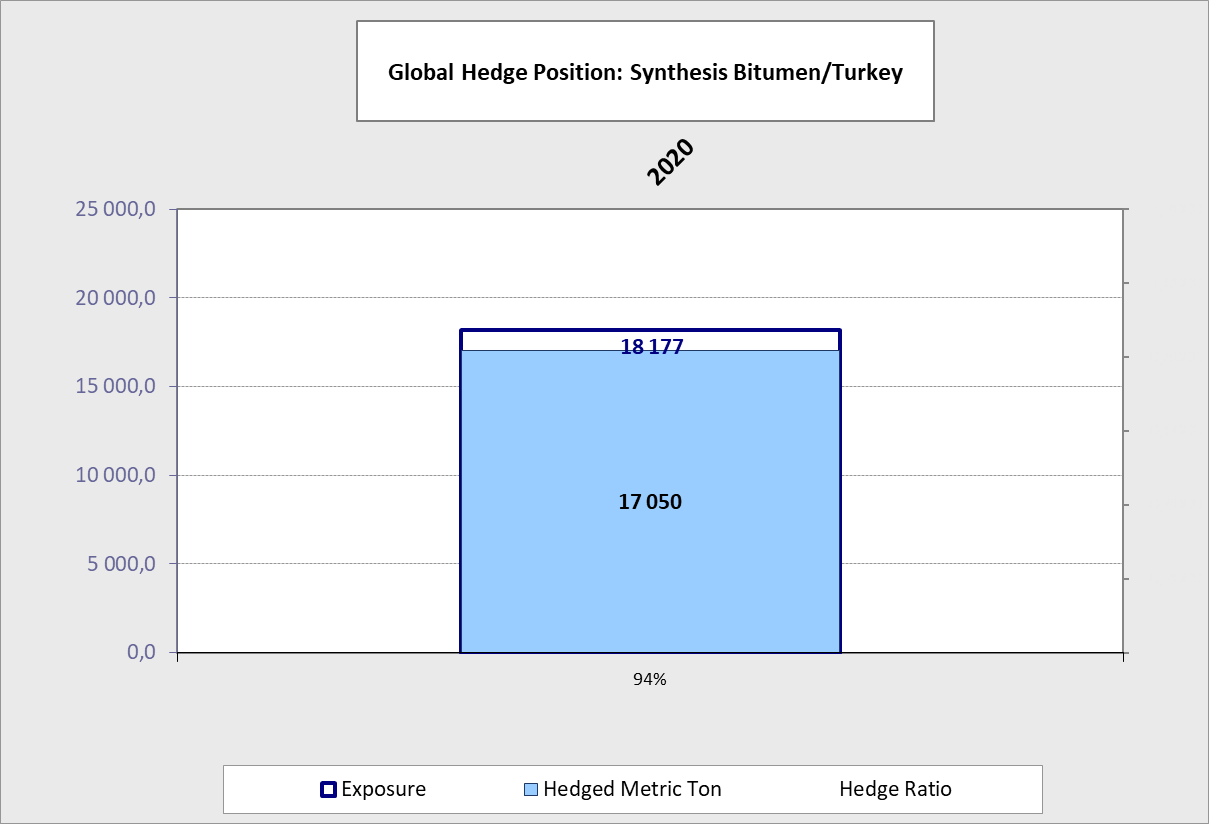 Global Hedge Position: Synthesis Bitumen/Turkey
2020
25 000,0
20 000,0
15 000,0
10 000,0
5 000,0
0,0
18 177
17 050
94%
Exposure
Hedged Metric Ton
Hedge Ratio